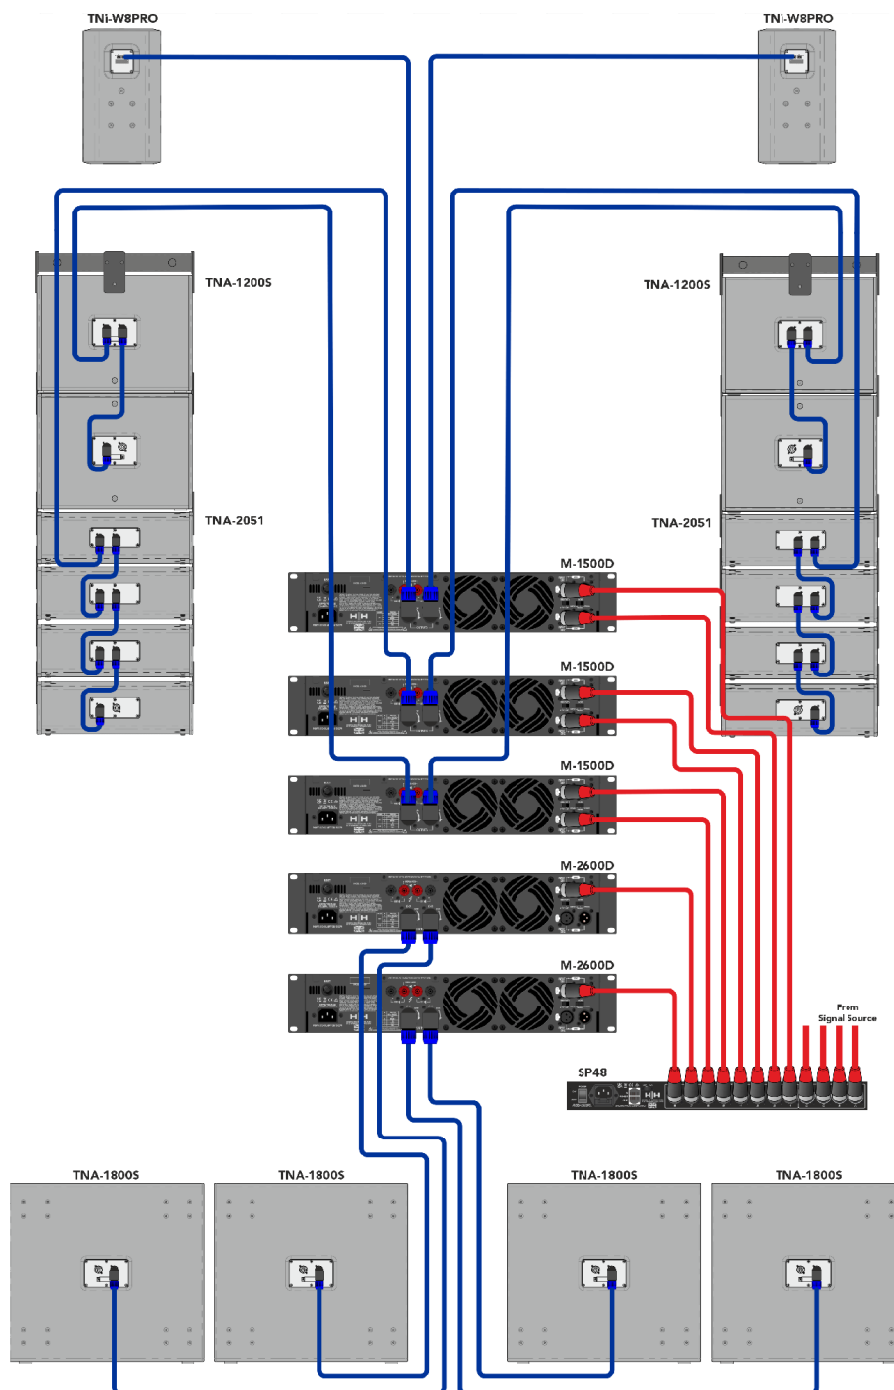 TNi-W8PRO
TNi-W8PRO
TNA-1200S
TNA-1200S
TNA-2051
TNA-2051
M-1500D
M-1500D
M-1500D
M-2600D
M-2600D
From
Signal Source
SP48
TNA-1800S
TNA-1800S
TNA-1800S
TNA-1800S